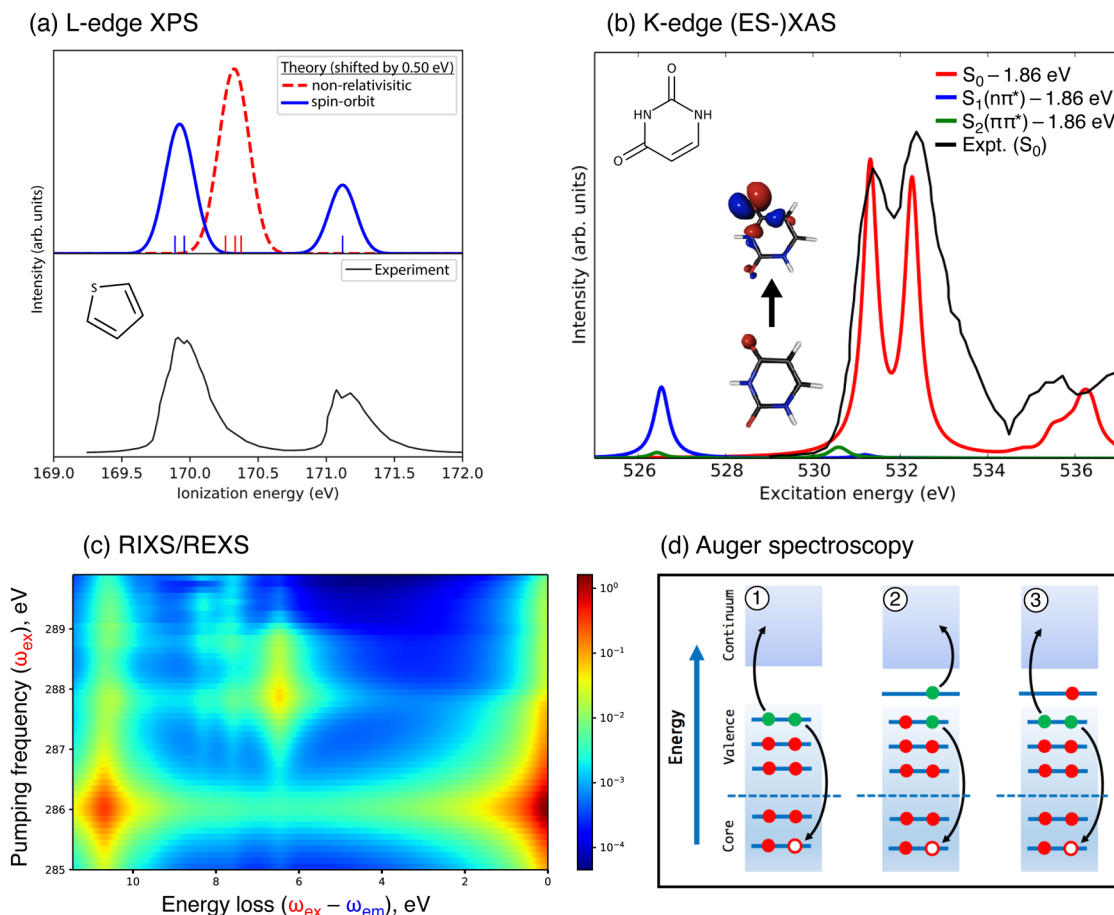 (a) L-edge XPS
Theory (shifted by 0.50 eV)
non-relativisitic
spin-orbit
Experiment
S
Intensity (arb. units)
169.0 169.5 170.0 170.5 171.0 171.5 172.0
Ionization energy (eV)
(b) K-edge (ES-)XAS
O
NH
NH
O
S0 – 1.86 eV
S1(nπ*) – 1.86 eV
S2(ππ*) – 1.86 eV
Expt. (S0)
Intensity (arb. units)
526 528 530 532 534 536
Excitation energy (eV)
(c) RIXS/REXS
Pumping frequency (ωex), eV
289
288
287
286
285
10 8 6 4 2 0
Energy loss (ωex – ωem), eV
10^0
10^-1
10^-2
10^-3
10^-4
(d) Auger spectroscopy
Energy
Continuum
Valence
Core
1 2 3